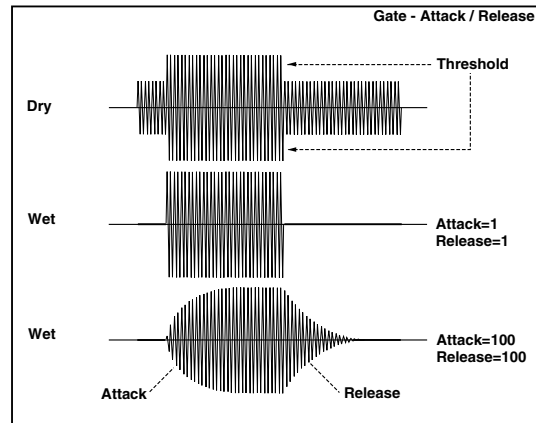 Gate - Attack / Release
Threshold
Dry
Wet
Attack=1
Release=1
Wet
Attack=100
Release=100
Attack
Release